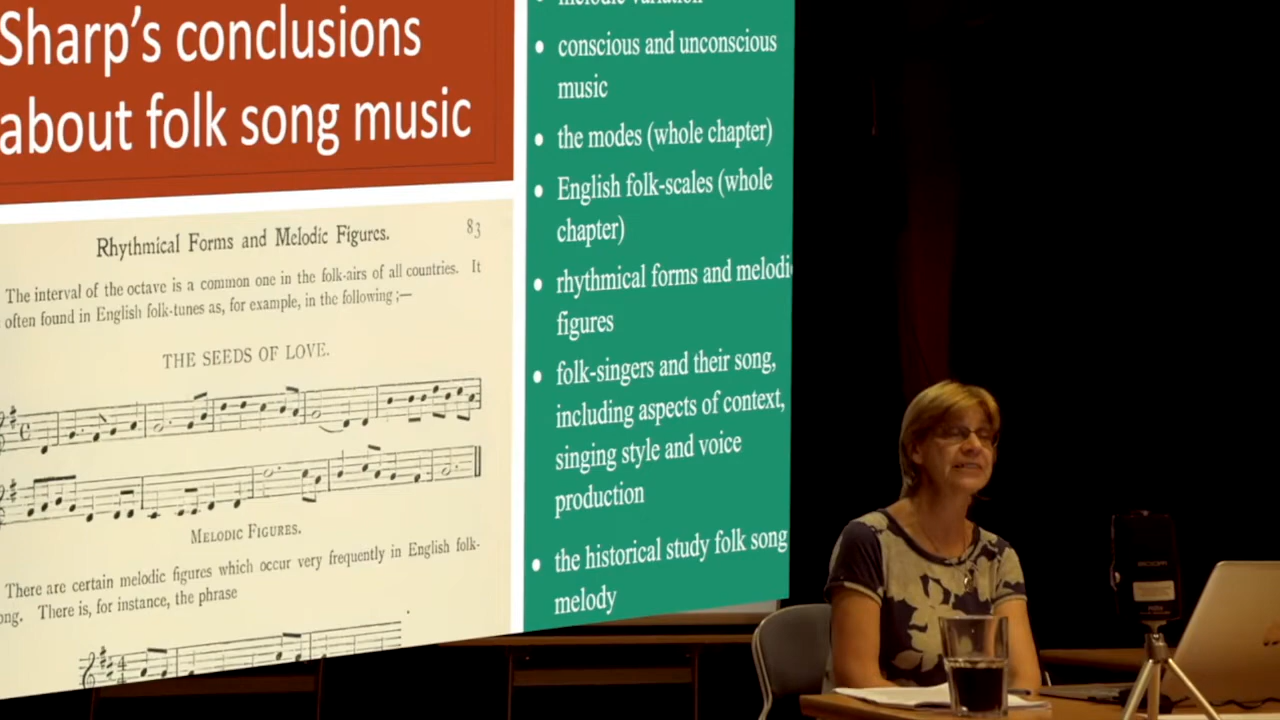 Sharp's conclusions
about folk song music
Rhythmical Forms and Melodic Figures.
83
The interval of the octave is a common one in the folk-airs of all countries. It
often found in English folk-tunes as, for example, in the following ;—
THE SEEDS OF LOVE.
MELODIC FIGURES.
There are certain melodic figures which occur very frequently in English folk-
ong. There is, for instance, the phrase
melodic variation
• conscious and unconscious
music
• the modes (whole chapter)
• English folk-scales (whole
chapter)
• rhythmical forms and melodi
figures
• folk-singers and their song,
including aspects of context,
singing style and voice
production
• the historical study folk song
melody
ZOOM